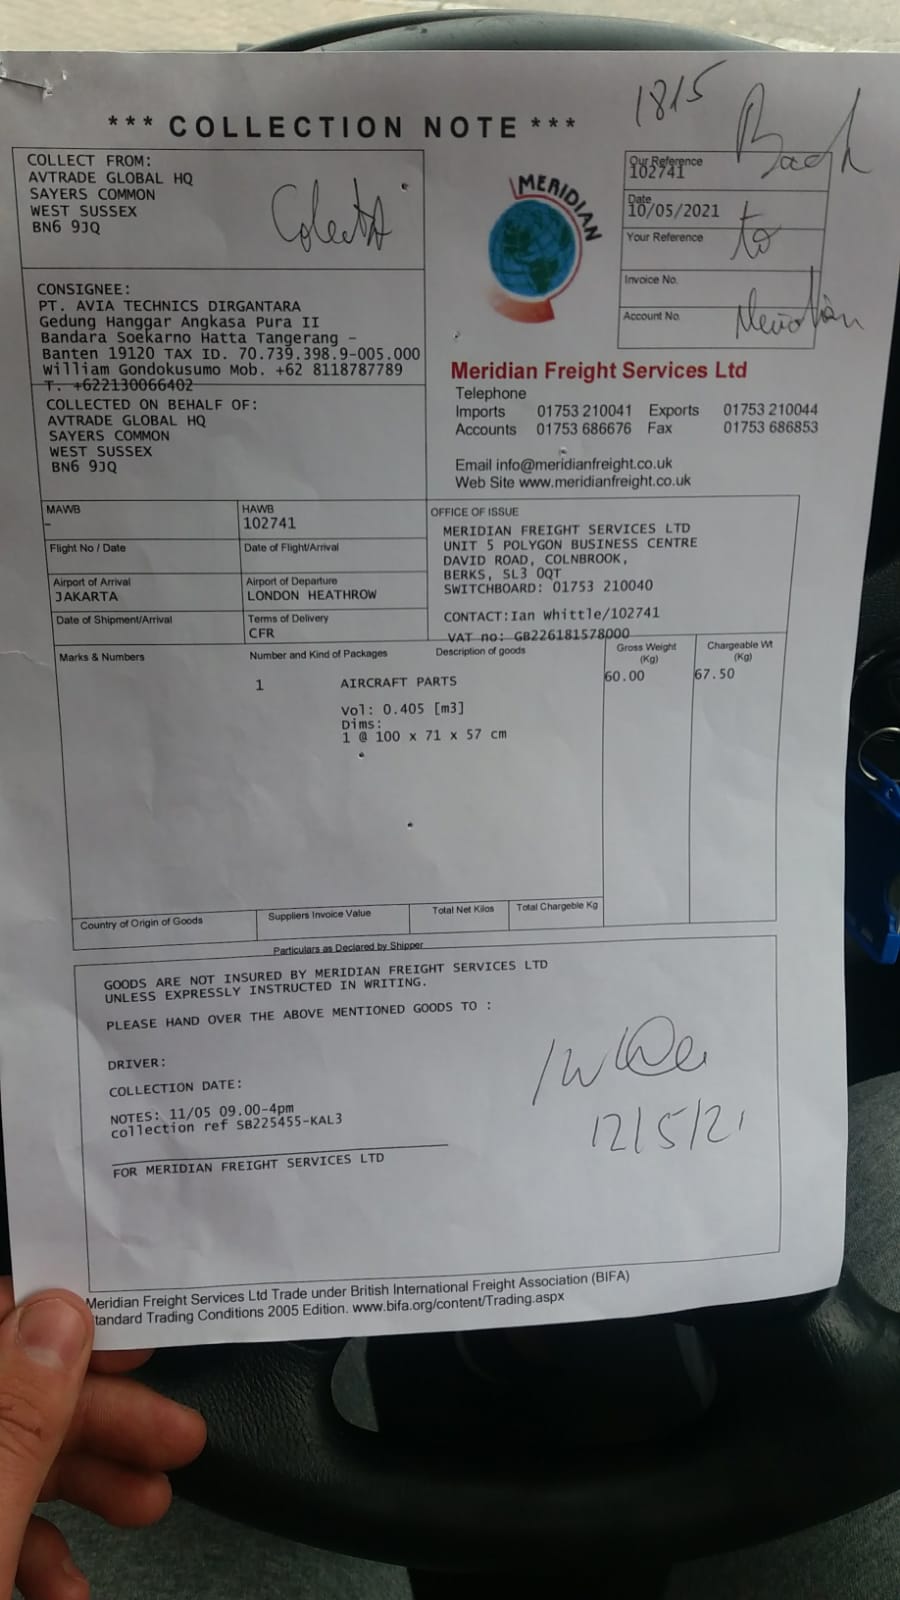 1815
Back
to
Meridian
*** COLLECTION NOTE ***
COLLECT FROM:
AVTRADE GLOBAL HQ
SAYERS COMMON
WEST SUSSEX
BN6 9JQ
MERIDIAN
Our Reference
102741
Date
10/05/2021
Your Reference
Invoice No.
Account No.
CONSIGNEE:
PT. AVIA TECHNICS DIRGANTARA
Gedung Hanggar Angkasa Pura II
Bandara Soekarno Hatta Tangerang -
Banten 19120 TAX ID. 70.739.398.9-005.000
William Gondokusumo Mob. +62 8118787789
T. +622130066402
Meridian Freight Services Ltd
Telephone
Imports 01753 210041 Exports 01753 210044
Accounts 01753 686676 Fax 01753 686853
Email info@meridianfreight.co.uk
Web Site www.meridianfreight.co.uk
COLLECTED ON BEHALF OF:
AVTRADE GLOBAL HQ
SAYERS COMMON
WEST SUSSEX
BN6 9JQ
MAWB
-
HAWB
102741
Flight No / Date
Date of Flight/Arrival
Airport of Arrival
JAKARTA
Airport of Departure
LONDON HEATHROW
Date of Shipment/Arrival
Terms of Delivery
CFR
OFFICE OF ISSUE
MERIDIAN FREIGHT SERVICES LTD
UNIT 5 POLYGON BUSINESS CENTRE
DAVID ROAD, COLNBROOK,
BERKS, SL3 0QT
SWITCHBOARD: 01753 210040
CONTACT:Ian Whittle/102741
VAT no: GB226181578000
Marks & Numbers
Number and Kind of Packages
Description of goods
Gross Weight
(Kg)
Chargeable Wt
(Kg)
1 AIRCRAFT PARTS 60.00 67.50
Vol: 0.405 [m3]
Dims:
1 @ 100 x 71 x 57 cm
Country of Origin of Goods
Suppliers Invoice Value
Total Net Kilos
Total Chargeble Kg
Particulars as Declared by Shipper
GOODS ARE NOT INSURED BY MERIDIAN FREIGHT SERVICES LTD
UNLESS EXPRESSLY INSTRUCTED IN WRITING.
PLEASE HAND OVER THE ABOVE MENTIONED GOODS TO :
DRIVER:
COLLECTION DATE:
NOTES: 11/05 09.00-4pm
collection ref SB225455-KAL3
12/5/21
FOR MERIDIAN FREIGHT SERVICES LTD
Meridian Freight Services Ltd Trade under British International Freight Association (BIFA)
tandard Trading Conditions 2005 Edition. www.bifa.org/content/Trading.aspx